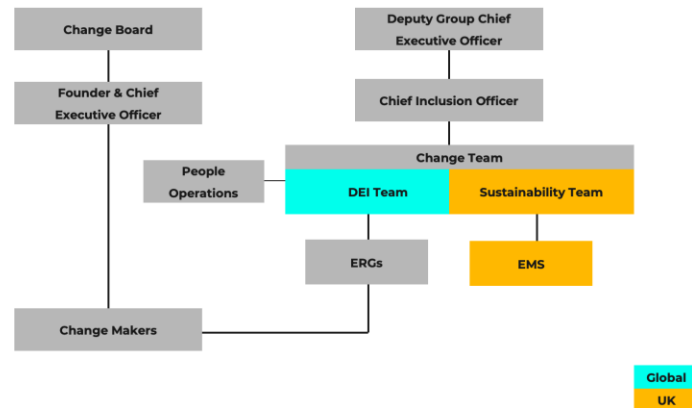 Change Board
Founder & Chief
Executive Officer
Deputy Group Chief
Executive Officer
Chief Inclusion Officer
Change Team
People
Operations
DEI Team
Sustainability Team
ERGs
EMS
Change Makers
Global
UK